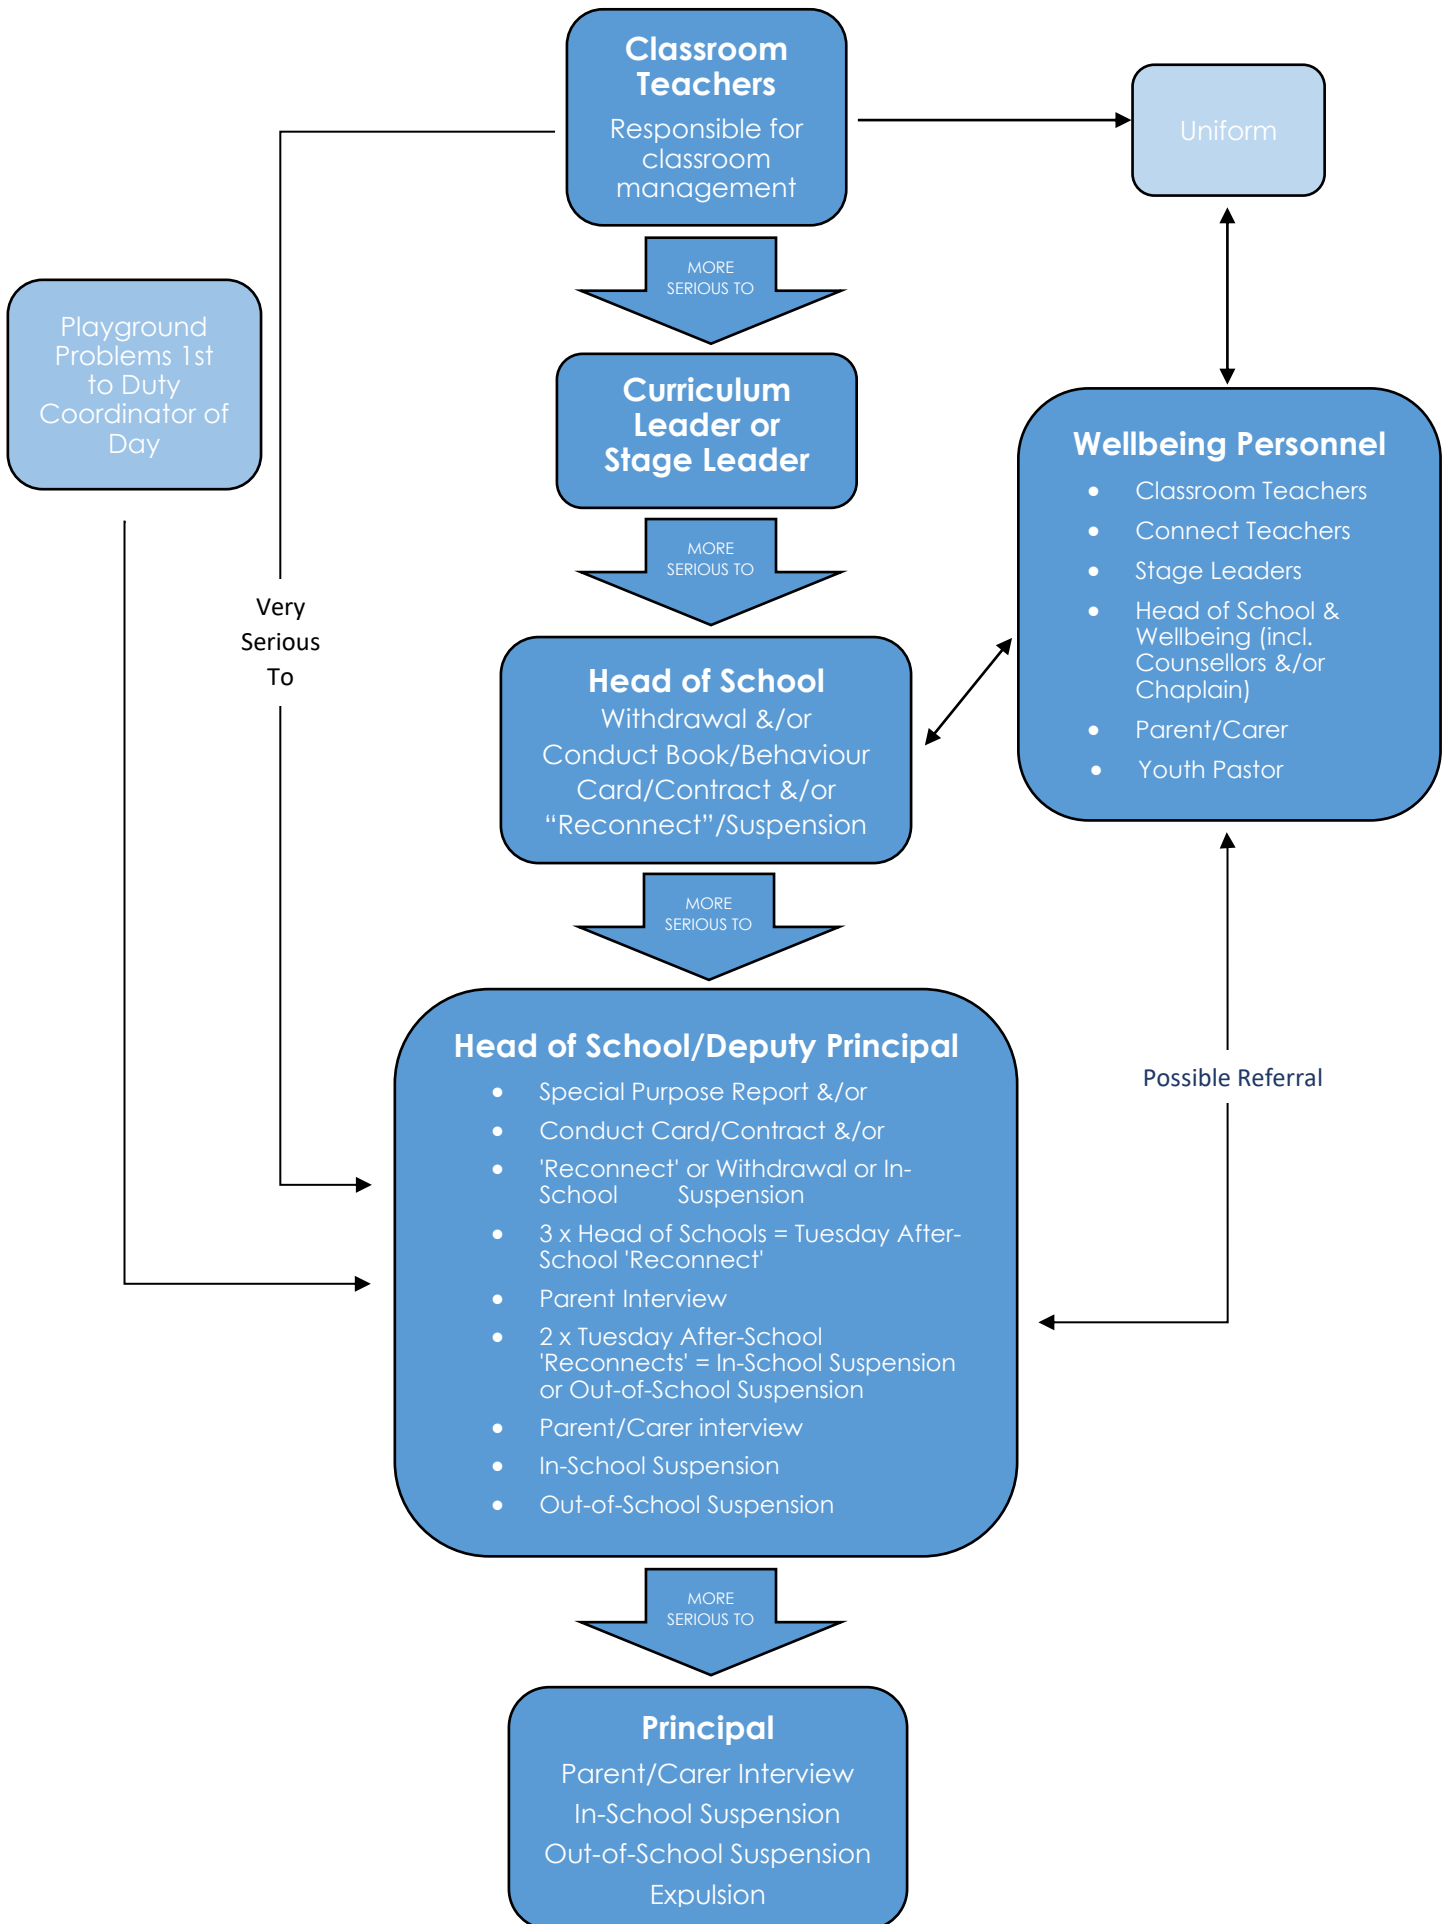 Classroom
Teachers
Responsible for
classroom
management
Uniform
MORE
SERIOUS TO
Playground
Problems 1st
to Duty
Coordinator of
Day
Curriculum
Leader or
Stage Leader
Wellbeing Personnel
• Classroom Teachers
• Connect Teachers
• Stage Leaders
• Head of School &
Wellbeing (incl.
Counsellors &/or
Chaplain)
• Parent/Carer
• Youth Pastor
MORE
SERIOUS TO
Very
Serious
To
Head of School
Withdrawal &/or
Conduct Book/Behaviour
Card/Contract &/or
“Reconnect”/Suspension
MORE
SERIOUS TO
Head of School/Deputy Principal
• Special Purpose Report &/or
• Conduct Card/Contract &/or
• 'Reconnect' or Withdrawal or In-
School Suspension
• 3 x Head of Schools = Tuesday After-
School 'Reconnect'
• Parent Interview
• 2 x Tuesday After-School
'Reconnects' = In-School Suspension
or Out-of-School Suspension
• Parent/Carer interview
• In-School Suspension
• Out-of-School Suspension
Possible Referral
MORE
SERIOUS TO
Principal
Parent/Carer Interview
In-School Suspension
Out-of-School Suspension
Expulsion